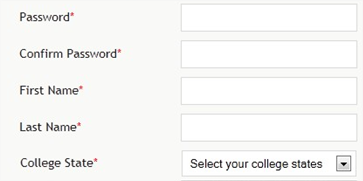 Password*
Confirm Password*
First Name*
Last Name*
College State* Select your college states